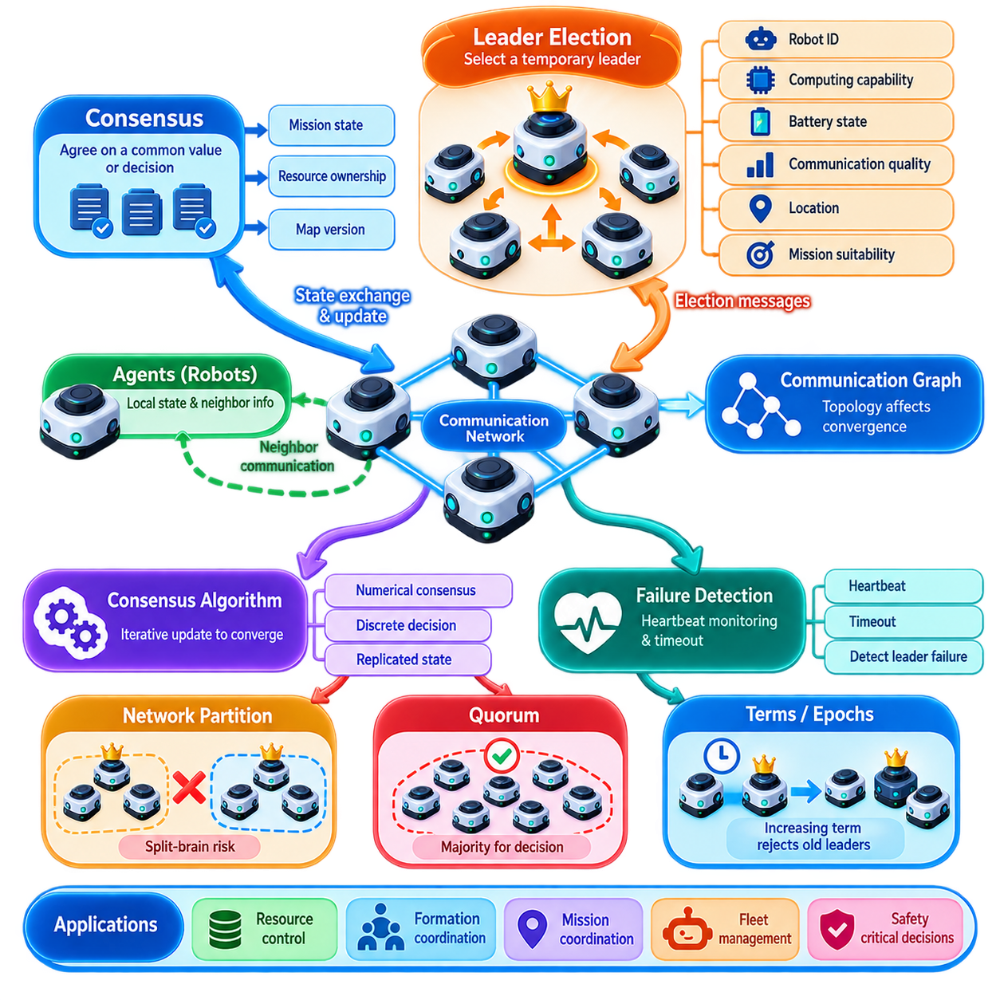 Leader Election
Select a temporary leader
Robot ID
Computing capability
Battery state
Communication quality
Location
Mission suitability
Consensus
Agree on a common value
or decision
Mission state
Resource ownership
Map version
State exchange
& update
Election messages
Agents (Robots)
Local state & neighbor info
Neighbor
communication
Communication
Network
Communication Graph
Topology affects
convergence
Consensus Algorithm
Iterative update to converge
Numerical consensus
Discrete decision
Replicated state
Failure Detection
Heartbeat monitoring
& timeout
Heartbeat
Timeout
Detect leader failure
Network Partition
Split-brain risk
Quorum
Majority for decision
Terms / Epochs
Increasing term
rejects old leaders
Applications
Resource
control
Formation
coordination
Mission
coordination
Fleet
management
Safety
critical decisions